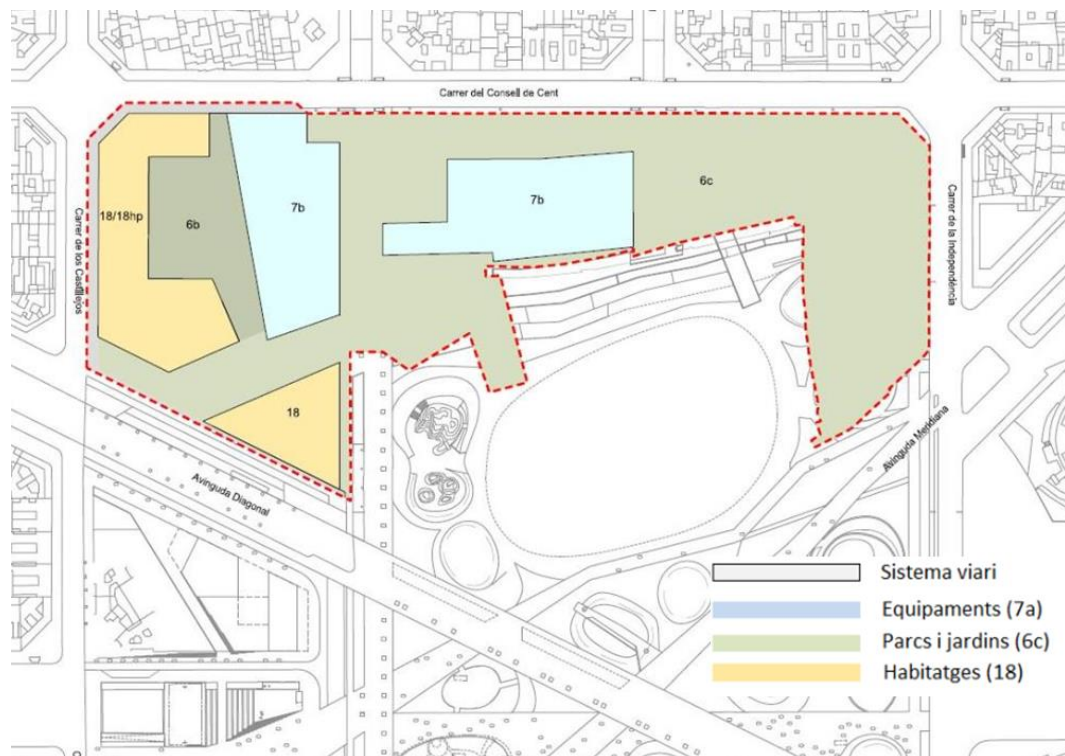 Carrer del Consell de Cent
18/18hp
6b
7b
7b
6c
Carrer de los Castillejos
Carrer de la Independència
18
Avinguda Diagonal
Avinguda Meridiana
Sistema viari
Equipaments (7a)
Parcs i jardins (6c)
Habitatges (18)